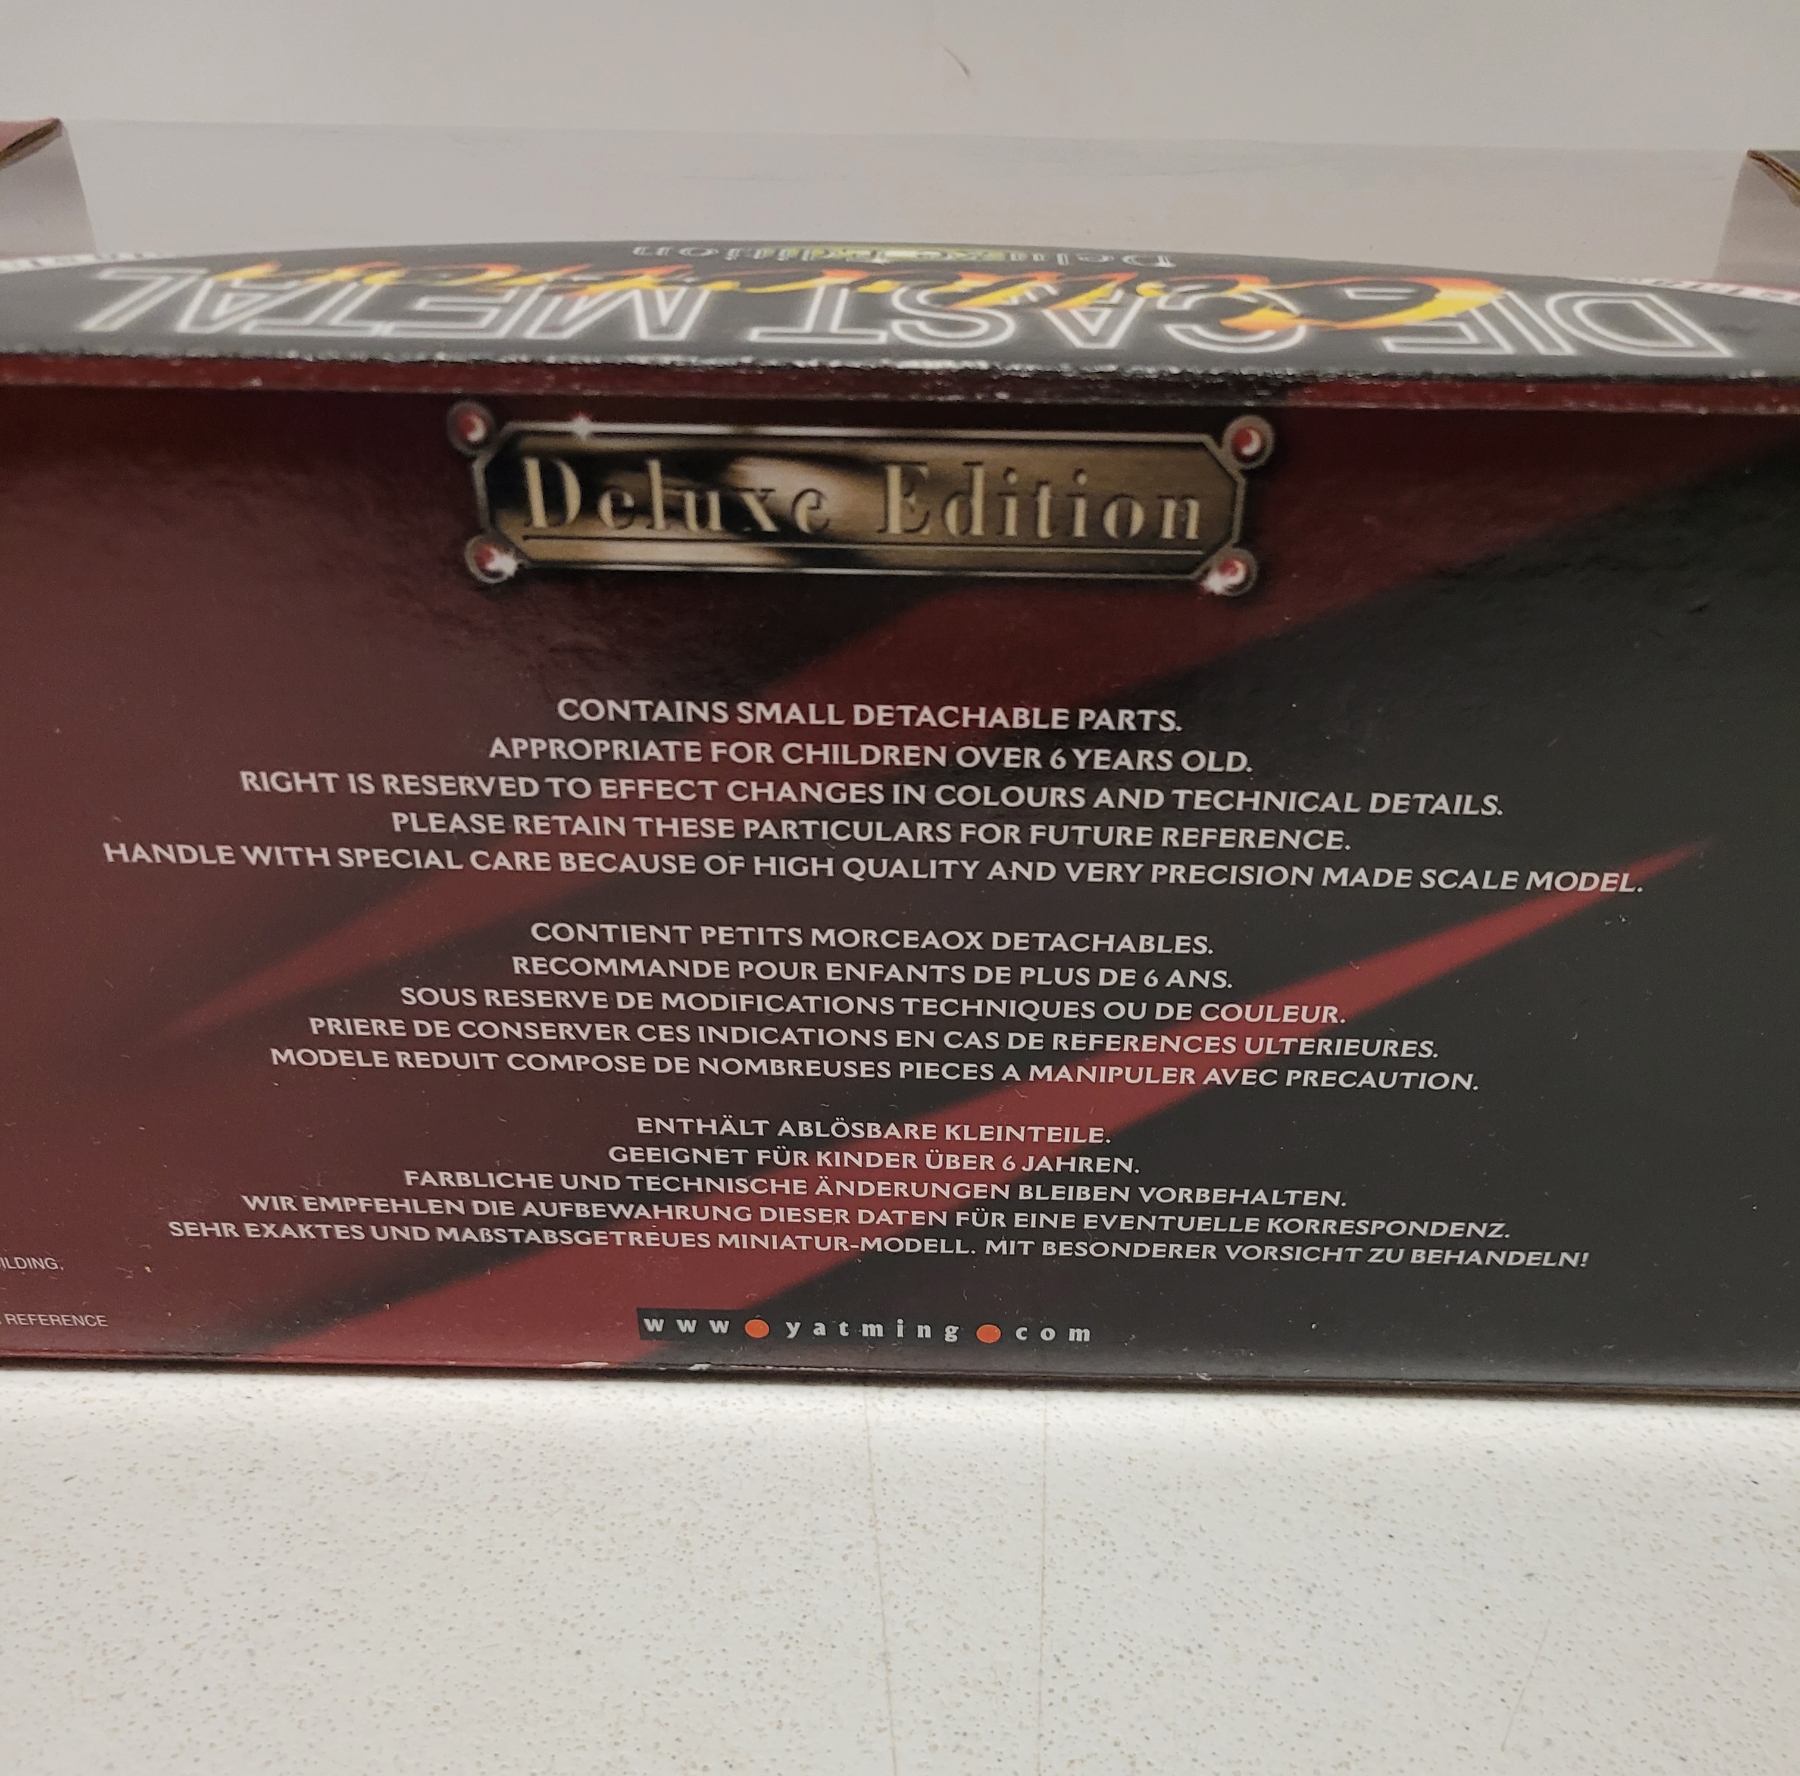 Deluxe Edition
DIE CAST METAL
Deluxe Edition
CONTAINS SMALL DETACHABLE PARTS.
APPROPRIATE FOR CHILDREN OVER 6 YEARS OLD.
RIGHT IS RESERVED TO EFFECT CHANGES IN COLOURS AND TECHNICAL DETAILS.
PLEASE RETAIN THESE PARTICULARS FOR FUTURE REFERENCE.
HANDLE WITH SPECIAL CARE BECAUSE OF HIGH QUALITY AND VERY PRECISION MADE SCALE MODEL.
CONTIENT PETITS MORCEAOX DETACHABLES.
RECOMMANDE POUR ENFANTS DE PLUS DE 6 ANS.
SOUS RESERVE DE MODIFICATIONS TECHNIQUES OU DE COULEUR.
PRIERE DE CONSERVER CES INDICATIONS EN CAS DE REFERENCES ULTERIEURES.
MODELE REDUIT COMPOSE DE NOMBREUSES PIECES A MANIPULER AVEC PRECAUTION.
ENTHÄLT ABLÖSBARE KLEINTEILE.
GEEIGNET FÜR KINDER ÜBER 6 JAHREN.
FARBLICHE UND TECHNISCHE ÄNDERUNGEN BLEIBEN VORBEHALTEN.
WIR EMPFEHLEN DIE AUFBEWAHRUNG DIESER DATEN FÜR EINE EVENTUELLE KORRESPONDENZ.
SEHR EXAKTES UND MAßSTABSGETREUES MINIATUR-MODELL. MIT BESONDERER VORSICHT ZU BEHANDELN!
ILDING,
REFERENCE
www.yatming.com